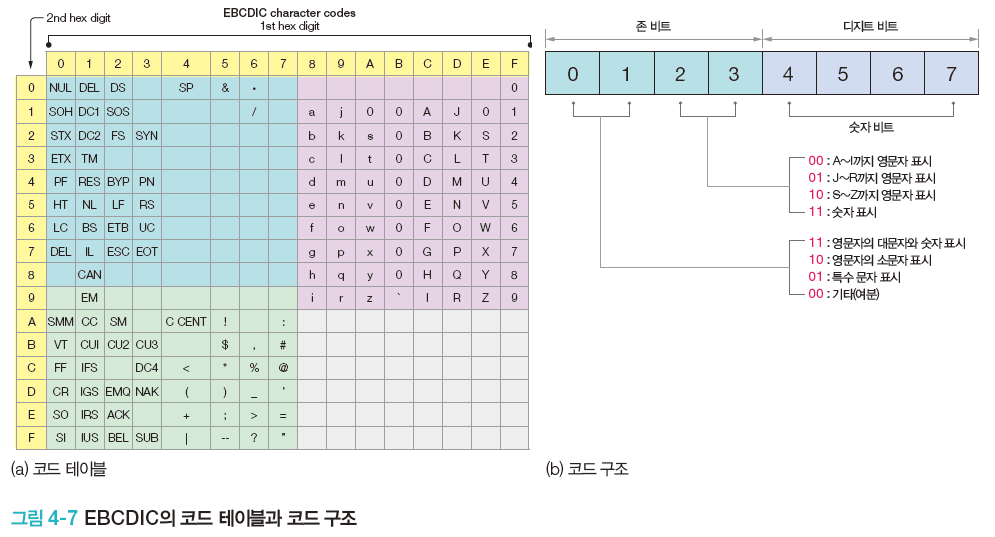 2nd hex digit
EBCDIC character codes
1st hex digit
0 1 2 3 4 5 6 7 8 9 A B C D E F
0 NUL DEL DS SP & • 0
1 SOH DC1 SOS / a j 0 0 A J 0 1
2 STX DC2 FS SYN b k s 0 B K S 2
3 ETX TM c l t 0 C L T 3
4 PF RES BYP PN d m u 0 D M U 4
5 HT NL LF RS e n v 0 E N V 5
6 LC BS ETB UC f o w 0 F O W 6
7 DEL IL ESC EOT g p x 0 G P X 7
8 CAN h q y 0 H Q Y 8
9 EM i r z ` I R Z 9
A SMM CC SM C CENT ! :
B VT CUI CU2 CU3 $ , #
C FF IFS DC4 < * % @
D CR IGS EMQ NAK ( ) _ '
E SO IRS ACK + ; > =
F SI IUS BEL SUB | -- ? "
(a) 코드 테이블
존 비트 디지트 비트
0 1 2 3 4 5 6 7
숫자 비트
00 : A~I까지 영문자 표시
01 : J~R까지 영문자 표시
10 : S~Z까지 영문자 표시
11 : 숫자 표시
11 : 영문자의 대문자와 숫자 표시
10 : 영문자의 소문자 표시
01 : 특수 문자 표시
00 : 기타(여분)
(b) 코드 구조
그림 4-7 EBCDIC의 코드 테이블과 코드 구조